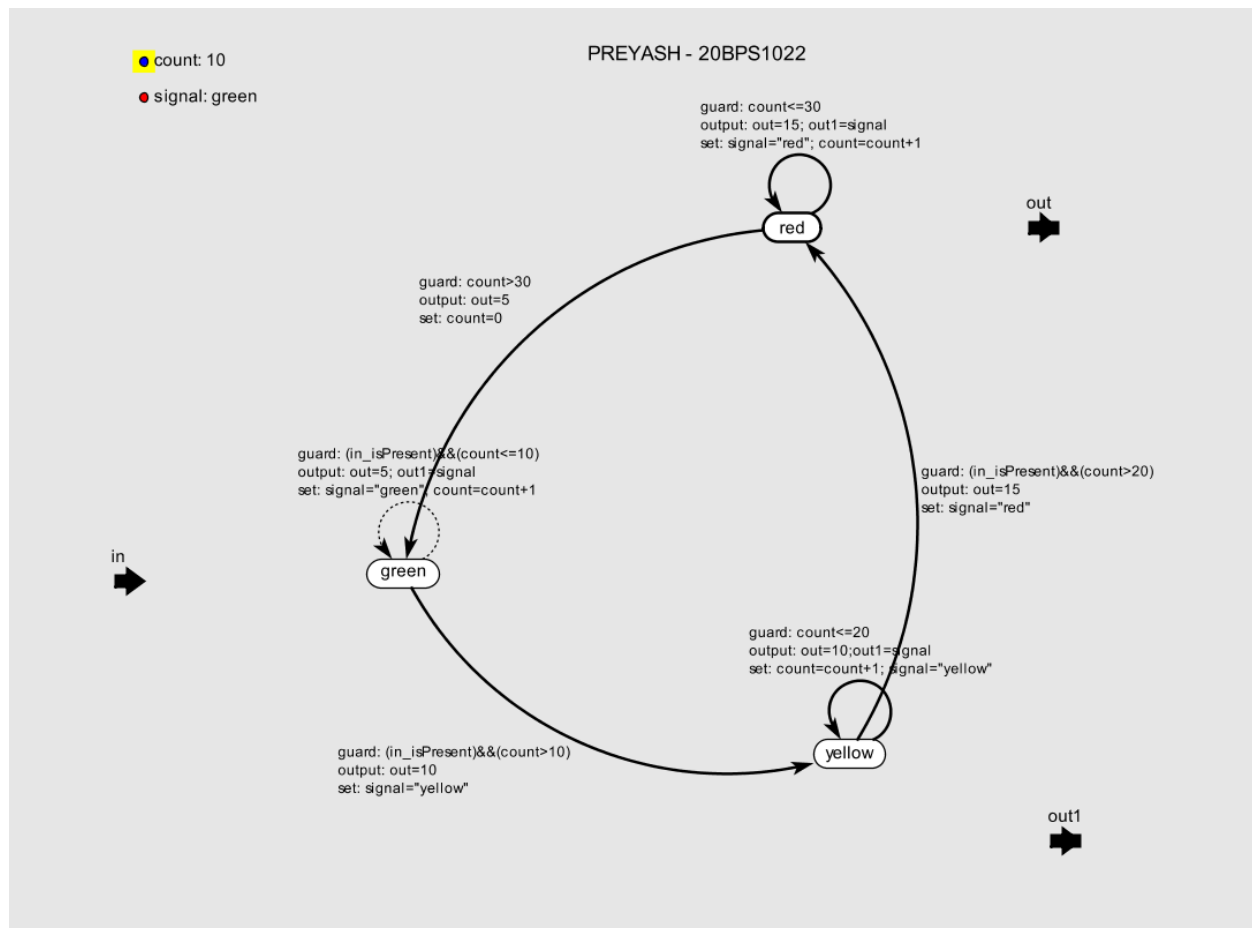 PREYASH - 20BPS1022
count: 10
signal: green
guard: count<=30
output: out=15; out1=signal
set: signal="red"; count=count+1
red
out
guard: count>30
output: out=5
set: count=0
guard: (in_isPresent)&&(count<=10)
output: out=5; out1=signal
set: signal="green"; count=count+1
guard: (in_isPresent)&&(count>20)
output: out=15
set: signal="red"
in
green
guard: count<=20
output: out=10;out1=signal
set: count=count+1; signal="yellow"
guard: (in_isPresent)&&(count>10)
output: out=10
set: signal="yellow"
yellow
out1